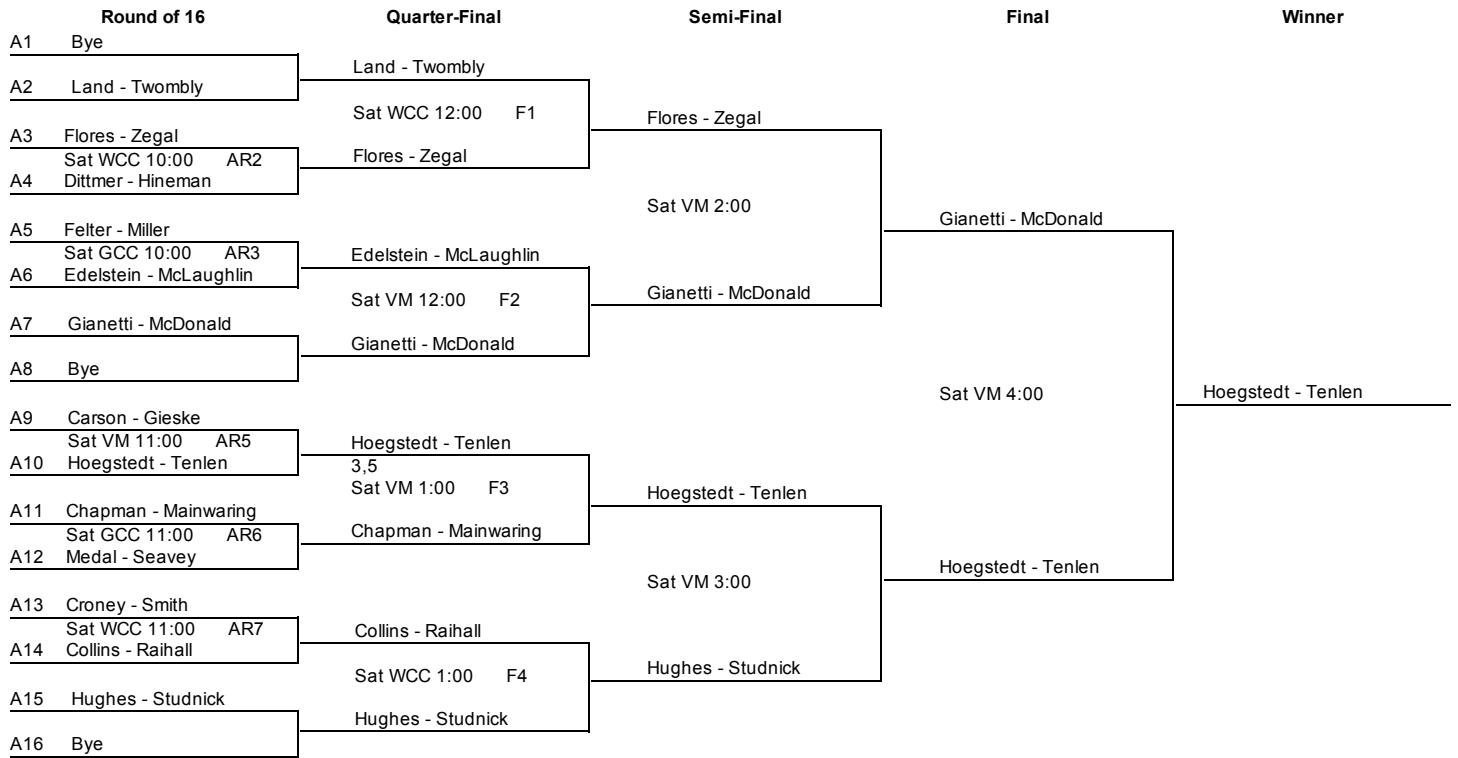 Round of 16 Quarter-Final Semi-Final Final Winner
A1 Bye
A2 Land - Twombly
A3 Flores - Zegal
Sat WCC 10:00 AR2
A4 Dittmer - Hineman
A5 Felter - Miller
Sat GCC 10:00 AR3
A6 Edelstein - McLaughlin
A7 Gianetti - McDonald
A8 Bye
A9 Carson - Gieske
Sat VM 11:00 AR5
A10 Hoegstedt - Tenlen
A11 Chapman - Mainwaring
Sat GCC 11:00 AR6
A12 Medal - Seavey
A13 Croney - Smith
Sat WCC 11:00 AR7
A14 Collins - Raihall
A15 Hughes - Studnick
A16 Bye
Land - Twombly
Sat WCC 12:00 F1
Flores - Zegal
Edelstein - McLaughlin
Sat VM 12:00 F2
Gianetti - McDonald
Hoegstedt - Tenlen
3,5
Sat VM 1:00 F3
Chapman - Mainwaring
Collins - Raihall
Sat WCC 1:00 F4
Hughes - Studnick
Flores - Zegal
Sat VM 2:00
Gianetti - McDonald
Hoegstedt - Tenlen
Sat VM 3:00
Hughes - Studnick
Gianetti - McDonald
Sat VM 4:00
Hoegstedt - Tenlen
Hoegstedt - Tenlen